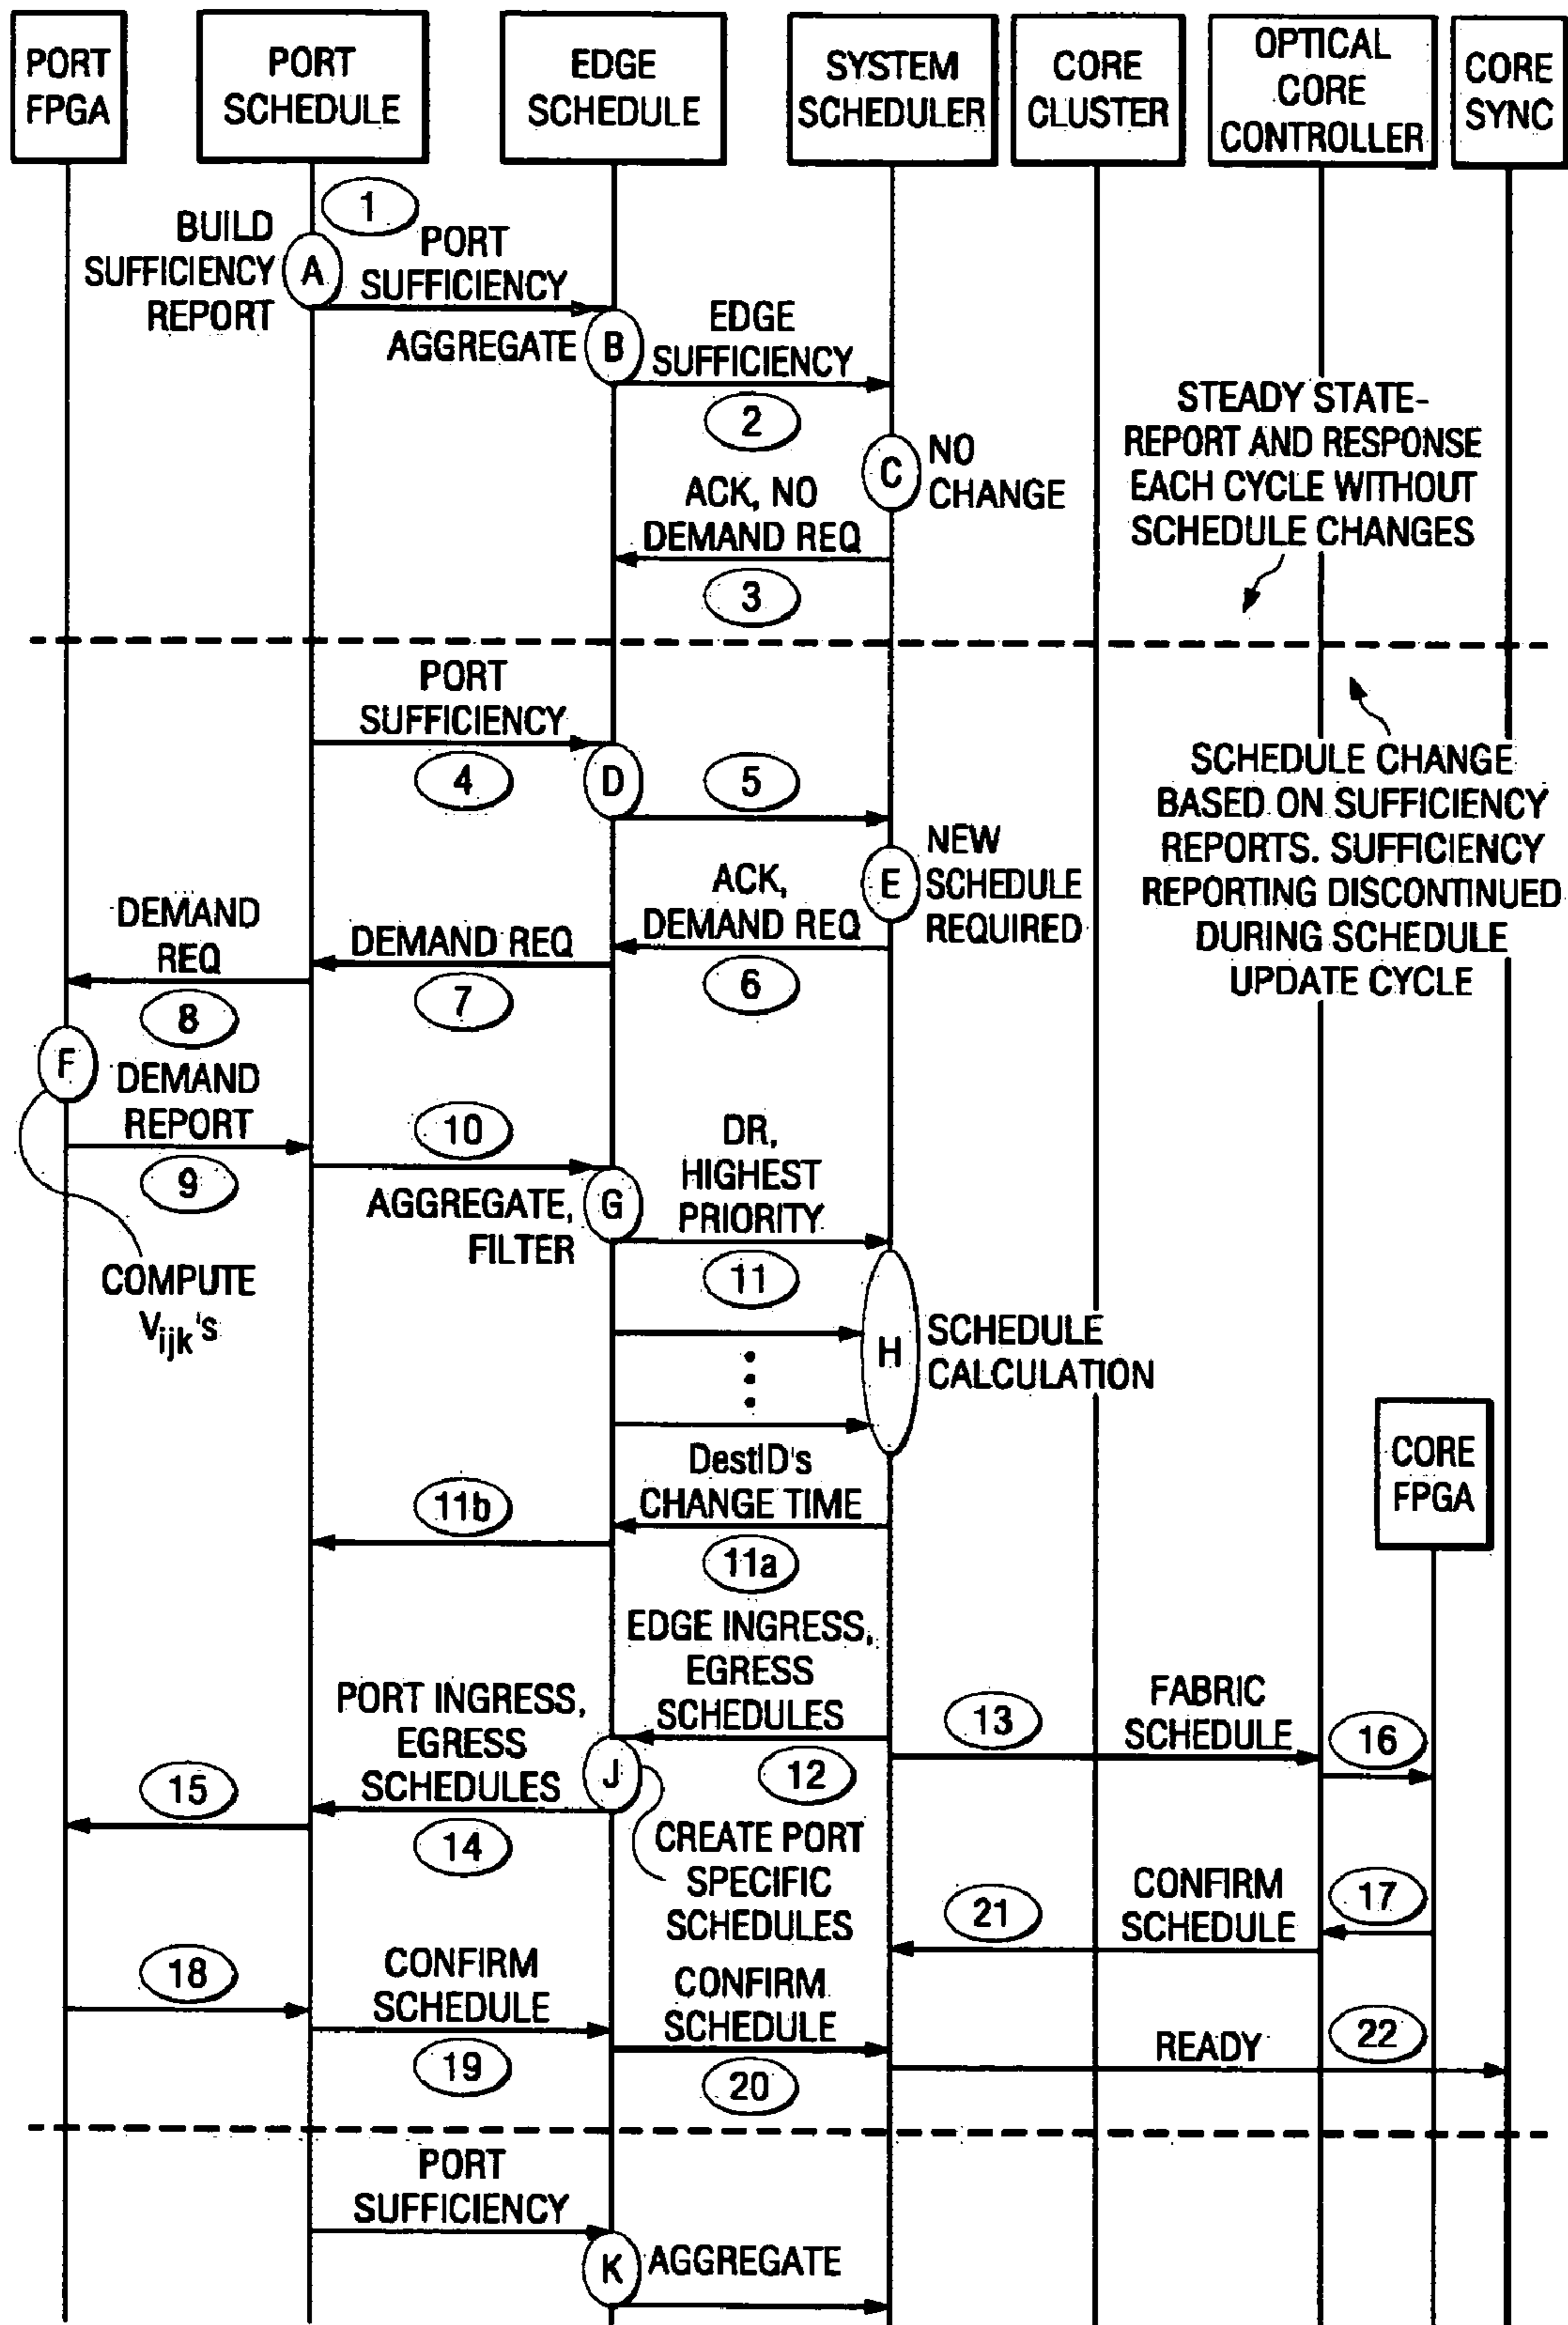 PORT
FPGA
PORT
SCHEDULE
EDGE
SCHEDULE
SYSTEM
SCHEDULER
CORE
CLUSTER
OPTICAL
CORE
CONTROLLER
CORE
SYNC
1
BUILD
SUFFICIENCY
REPORT
A
PORT
SUFFICIENCY
AGGREGATE
B
EDGE
SUFFICIENCY
2
C
NO
CHANGE
ACK, NO
DEMAND REQ
3
STEADY STATE-
REPORT AND RESPONSE
EACH CYCLE WITHOUT
SCHEDULE CHANGES
PORT
SUFFICIENCY
4
D
5
SCHEDULE CHANGE
BASED ON SUFFICIENCY
REPORTS. SUFFICIENCY
REPORTING DISCONTINUED
DURING SCHEDULE
UPDATE CYCLE
E
NEW
SCHEDULE
REQUIRED
ACK,
DEMAND REQ
6
DEMAND REQ
7
DEMAND
REQ
8
F
DEMAND
REPORT
9
COMPUTE
Vijk's
10
AGGREGATE,
FILTER
G
DR,
HIGHEST
PRIORITY
11
H
SCHEDULE
CALCULATION
CORE
FPGA
DestID's
CHANGE TIME
11a
11b
EDGE INGRESS,
EGRESS
SCHEDULES
12
13
FABRIC
SCHEDULE
16
PORT INGRESS,
EGRESS
SCHEDULES
J
14
15
CREATE PORT
SPECIFIC
SCHEDULES
21
CONFIRM
SCHEDULE
17
18
CONFIRM
SCHEDULE
19
CONFIRM
SCHEDULE
20
READY
22
PORT
SUFFICIENCY
K
AGGREGATE